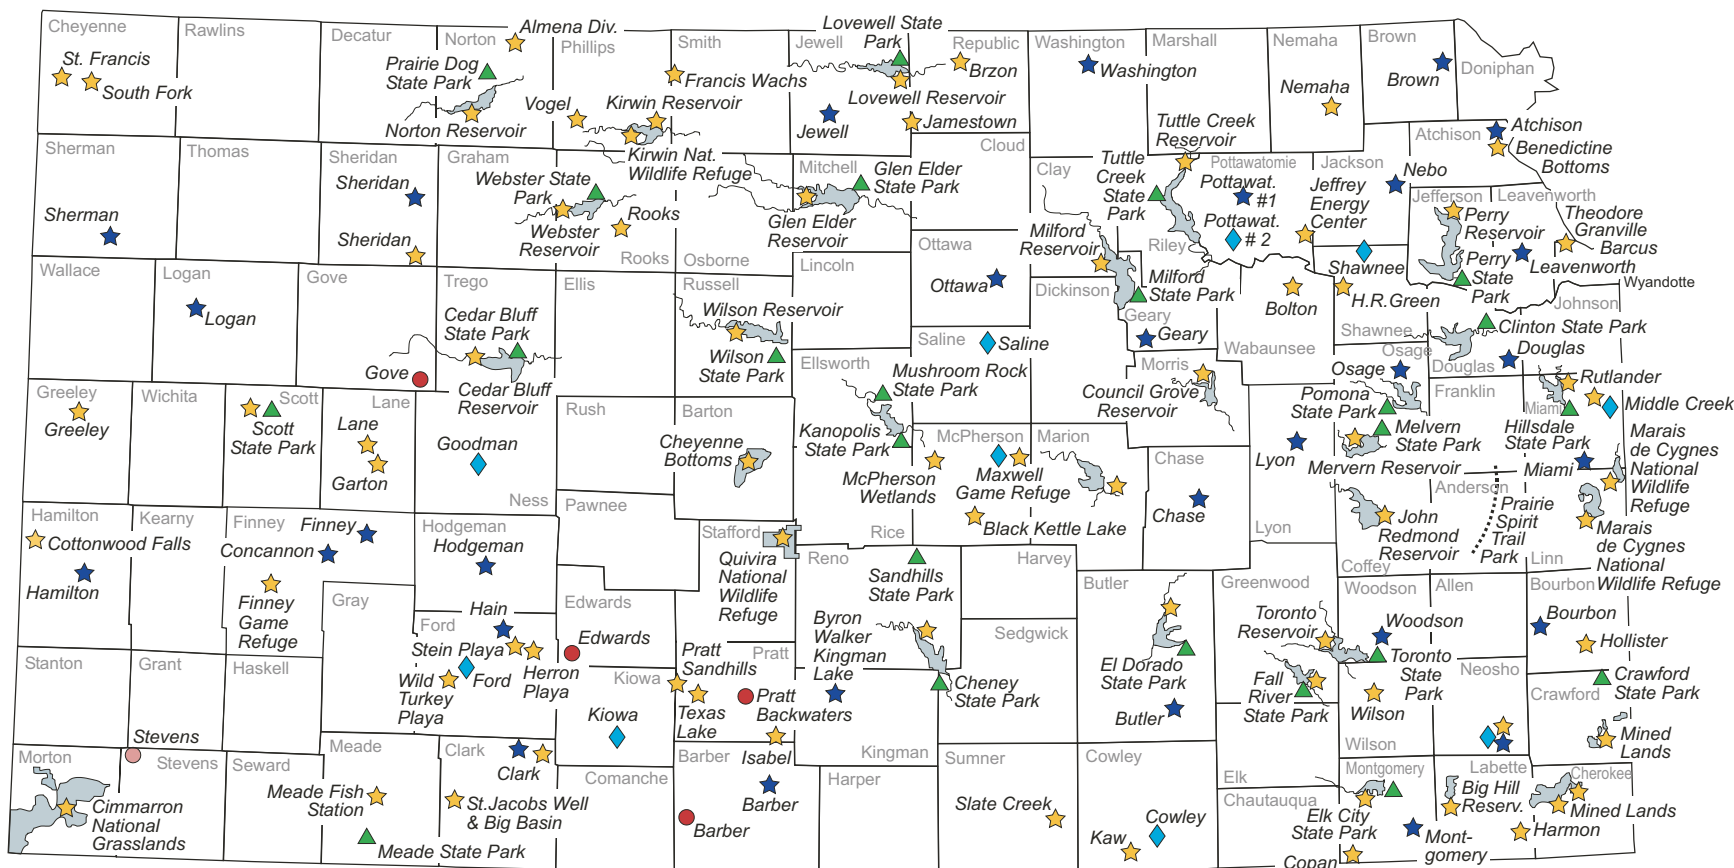 Cheyenne
Rawlins
Decatur
Norton
Almena Div.
Phillips
Smith
Jewell
Lovewell State
Park
Republic
Washington
Marshall
Nemaha
Brown
Doniphan
St. Francis
South Fork
Prairie Dog
State Park
Norton Reservoir
Vogel
Kirwin Reservoir
Francis Wachs
Kirwin Nat.
Wildlife Refuge
Jewell
Lovewell Reservoir
Brzon
Jamestown
Washington
Nemaha
Brown
Tuttle Creek
Reservoir
Atchison
Atchison
Benedictine
Bottoms
Sherman
Thomas
Sheridan
Sheridan
Graham
Webster State
Park
Webster
Reservoir
Rooks
Rooks
Osborne
Mitchell
Glen Elder
State Park
Glen Elder
Reservoir
Cloud
Clay
Tuttle
Creek
State
Park
Riley
Pottawatomie
Pottawat.
#1
Pottawat.
# 2
Jackson
Jeffrey
Energy
Center
Nebo
Jefferson
Perry
Reservoir
Perry
State
Park
Leavenworth
Leavenworth
Theodore
Granville
Barcus
Wyandotte
Sherman
Sheridan
Wallace
Logan
Logan
Gove
Gove
Trego
Cedar Bluff
State Park
Cedar Bluff
Reservoir
Ellis
Russell
Wilson Reservoir
Wilson
State Park
Lincoln
Ottawa
Ottawa
Milford
Reservoir
Dickinson
Milford
State Park
Geary
Geary
Bolton
Shawnee
H.R.Green
Shawnee
Wabaunsee
Johnson
Clinton State Park
Douglas
Douglas
Saline
Saline
Ellsworth
Mushroom Rock
State Park
Kanopolis
State Park
Morris
Council Grove
Reservoir
Osage
Osage
Pomona
State Park
Melvern
State Park
Mervern Reservoir
Franklin
Miami
Rutlander
Middle Creek
Hillsdale
State Park
Miami
Marais
de Cygnes
National
Wildlife
Refuge
Greeley
Greeley
Wichita
Scott
Scott
State Park
Lane
Lane
Garton
Goodman
Ness
Rush
Barton
Cheyenne
Bottoms
McPherson
McPherson
Wetlands
Maxwell
Game Refuge
Black Kettle Lake
Marion
Chase
Chase
Lyon
Lyon
Anderson
Prairie
Spirit
Trail
Park
Linn
Marais
de Cygnes
National
Wildlife Refuge
John
Redmond
Reservoir
Coffey
Hamilton
Cottonwood Falls
Hamilton
Kearny
Finney
Finney
Concannon
Finney
Game
Refuge
Hodgeman
Hodgeman
Pawnee
Stafford
Quivira
National
Wildlife
Refuge
Rice
Reno
Sandhills
State Park
Harvey
Butler
Greenwood
Woodson
Woodson
Allen
Bourbon
Bourbon
Hollister
Gray
Ford
Hain
Stein Playa
Ford
Wild
Turkey
Playa
Herron
Playa
Edwards
Edwards
Kiowa
Kiowa
Pratt
Sandhills
Texas
Lake
Pratt
Pratt
Backwaters
Byron
Walker
Kingman
Lake
Cheney
State Park
Sedgwick
El Dorado
State Park
Butler
Toronto
Reservoir
Toronto
State
Park
Fall
River
State Park
Wilson
Wilson
Neosho
Crawford
Crawford
State Park
Mined
Lands
Stanton
Grant
Haskell
Stevens
Morton
Stevens
Cimmarron
National
Grasslands
Seward
Meade
Meade Fish
Station
Meade State Park
Clark
Clark
St.Jacobs Well
& Big Basin
Comanche
Barber
Isabel
Barber
Barber
Kingman
Harper
Sumner
Slate Creek
Cowley
Cowley
Kaw
Elk
Chautauqua
Montgomery
Elk City
State Park
Copan
Mont-
gomery
Labette
Big Hill
Reserv.
Cherokee
Mined Lands
Harmon